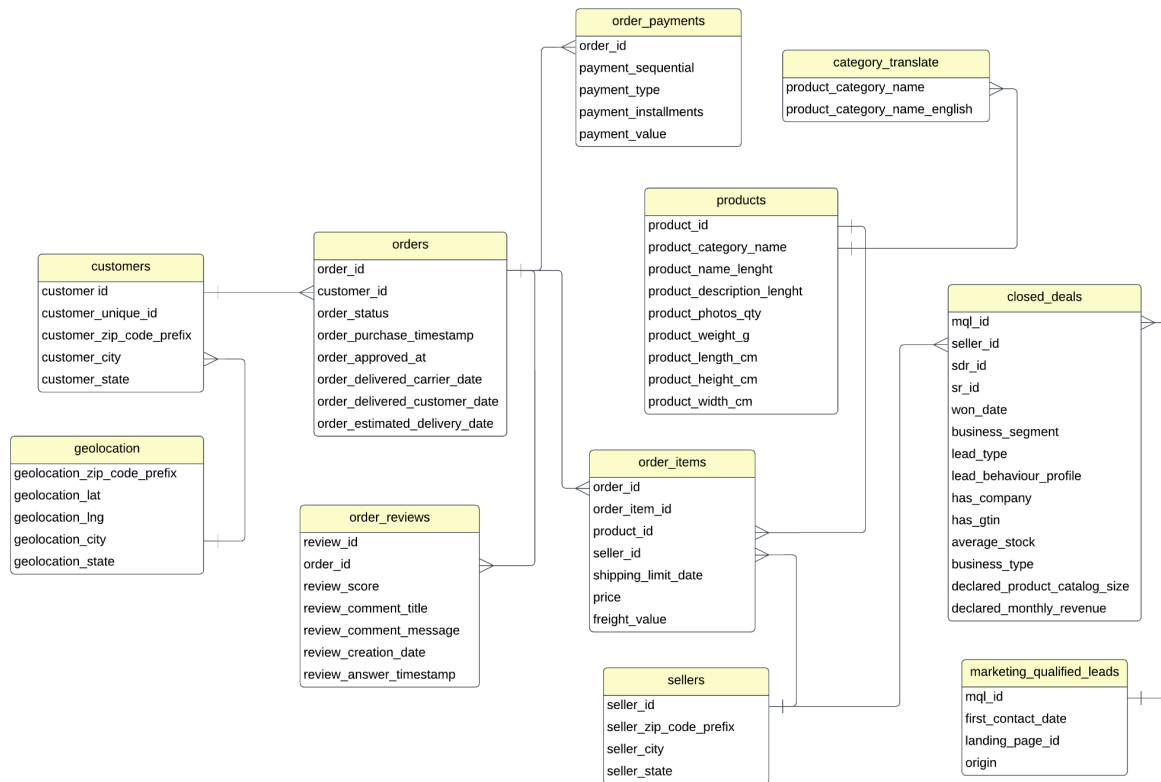 order_payments
order_id
payment_sequential
payment_type
payment_installments
payment_value
category_translate
product_category_name
product_category_name_english
products
product_id
product_category_name
product_name_lenght
product_description_lenght
product_photos_qty
product_weight_g
product_length_cm
product_height_cm
product_width_cm
orders
order_id
customer_id
order_status
order_purchase_timestamp
order_approved_at
order_delivered_carrier_date
order_delivered_customer_date
order_estimated_delivery_date
customers
customer id
customer_unique_id
customer_zip_code_prefix
customer_city
customer_state
closed_deals
mql_id
seller_id
sdr_id
sr_id
won_date
business_segment
lead_type
lead_behaviour_profile
has_company
has_gtin
average_stock
business_type
declared_product_catalog_size
declared_monthly_revenue
geolocation
geolocation_zip_code_prefix
geolocation_lat
geolocation_lng
geolocation_city
geolocation_state
order_items
order_id
order_item_id
product_id
seller_id
shipping_limit_date
price
freight_value
order_reviews
review_id
order_id
review_score
review_comment_title
review_comment_message
review_creation_date
review_answer_timestamp
sellers
seller_id
seller_zip_code_prefix
seller_city
seller_state
marketing_qualified_leads
mql_id
first_contact_date
landing_page_id
origin